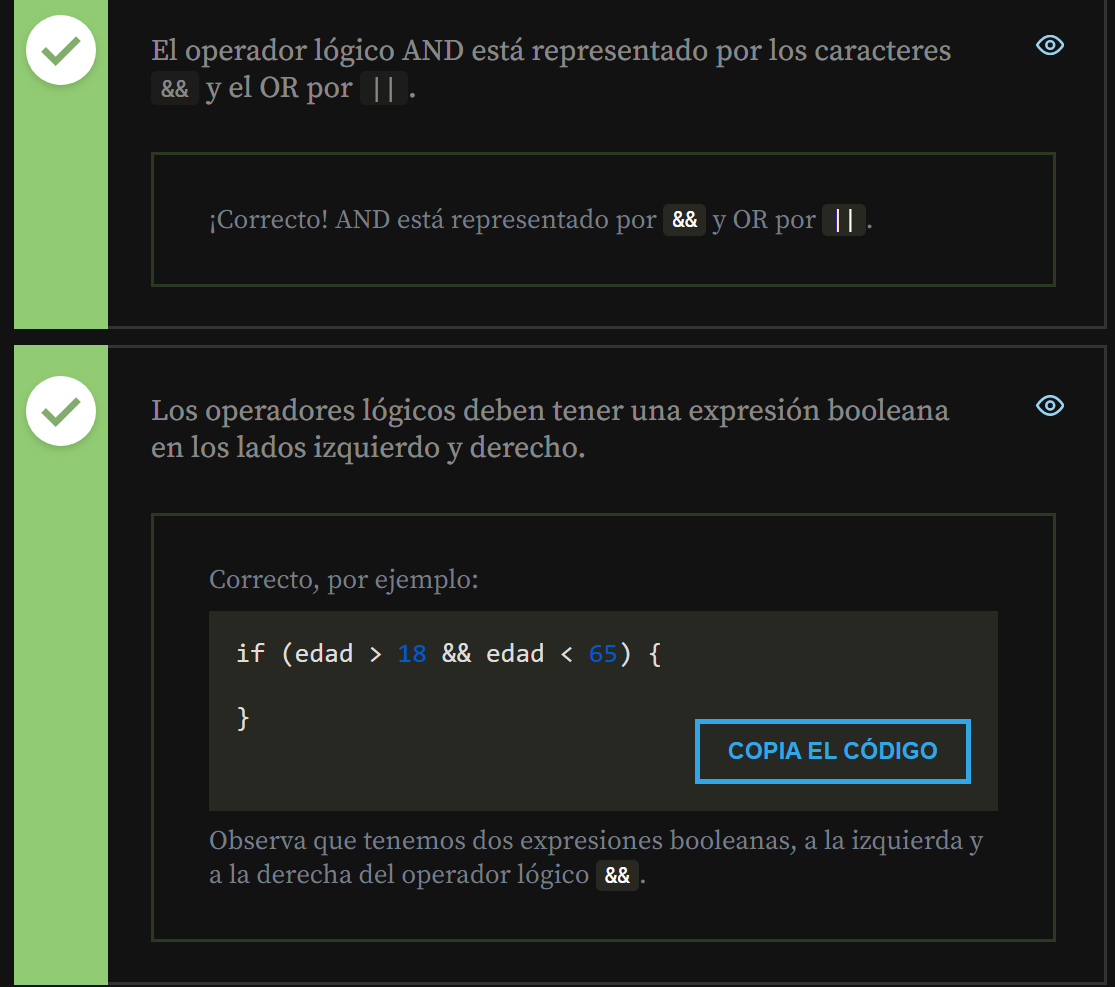 El operador lógico AND está representado por los caracteres
&& y el OR por ||.
¡Correcto! AND está representado por && y OR por ||.
Los operadores lógicos deben tener una expresión booleana
en los lados izquierdo y derecho.
Correcto, por ejemplo:
if (edad > 18 && edad < 65) {
}
COPIA EL CÓDIGO
Observa que tenemos dos expresiones booleanas, a la izquierda y
a la derecha del operador lógico &&.